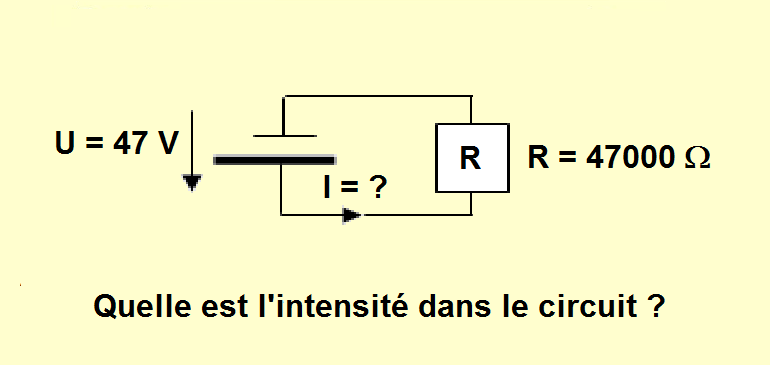 U = 47 V
I = ?
R
R = 47000 Ω
Quelle est l'intensité dans le circuit ?